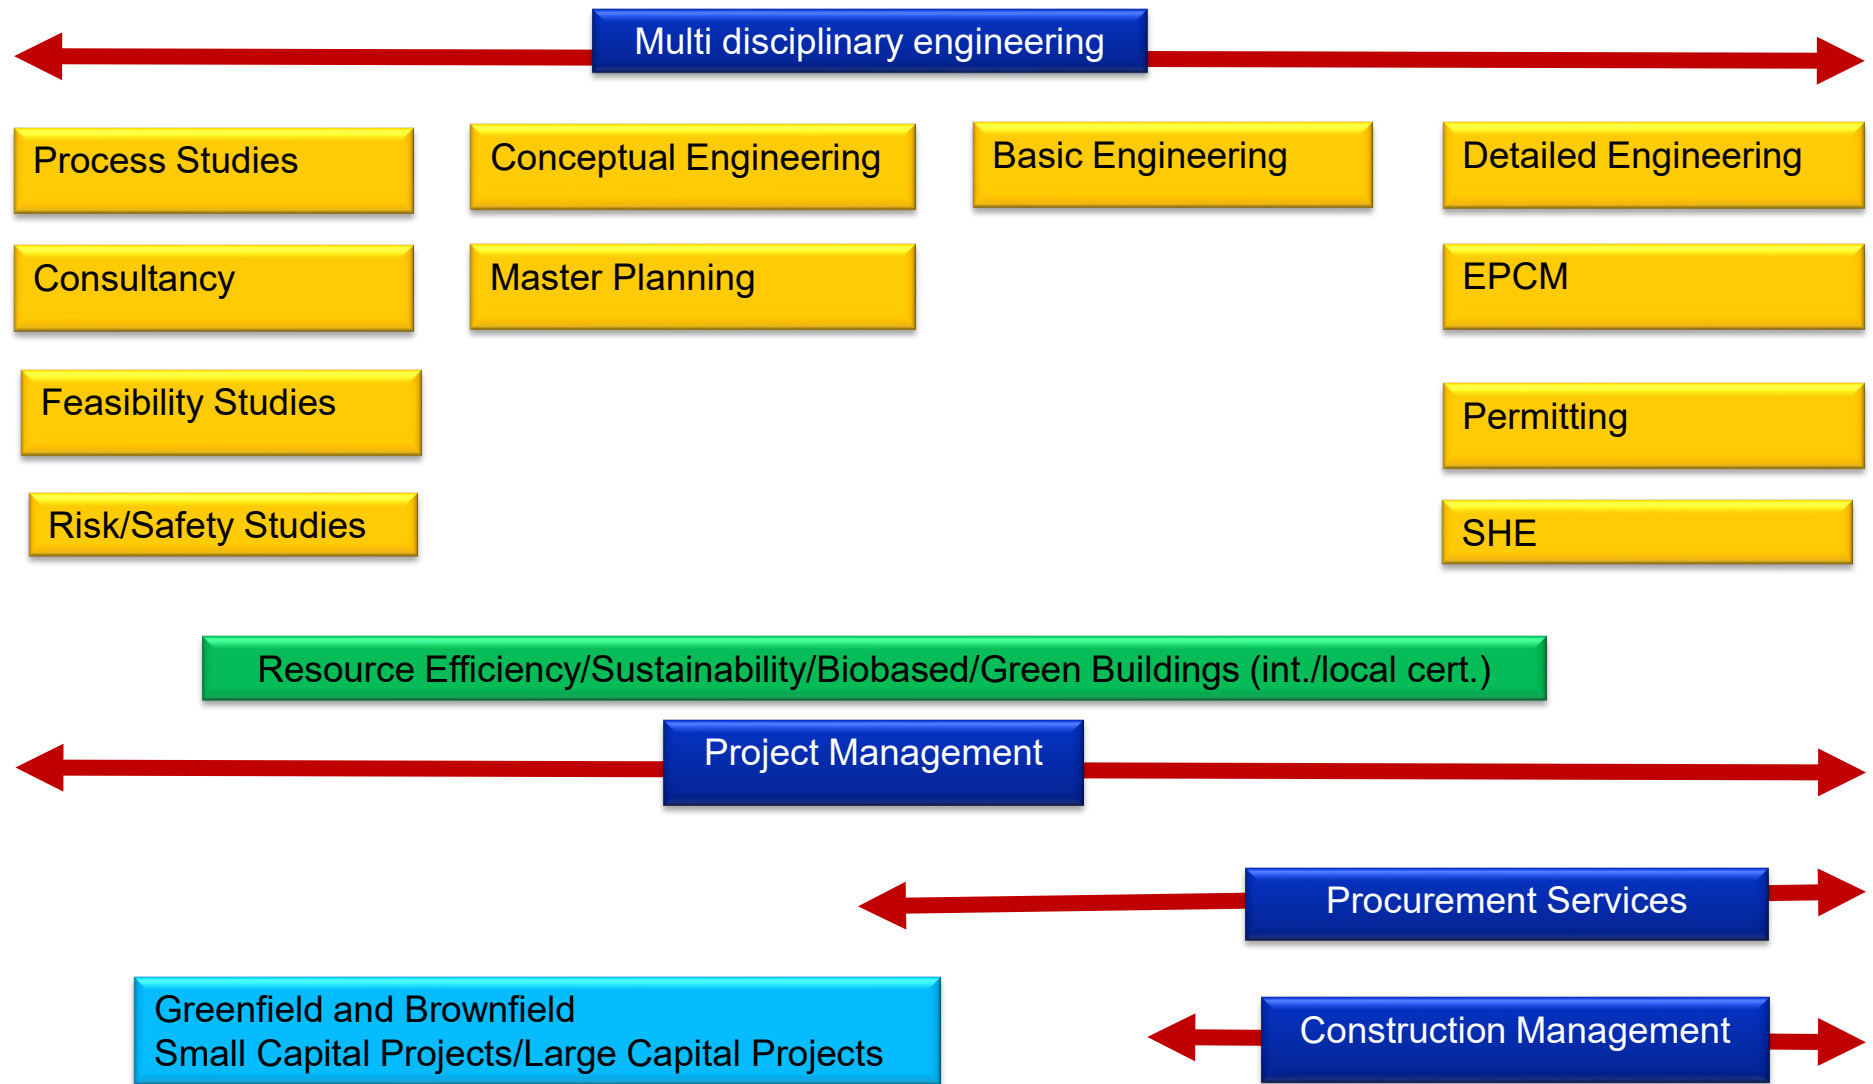 Multi disciplinary engineering
Process Studies
Conceptual Engineering
Basic Engineering
Detailed Engineering
Consultancy
Master Planning
EPCM
Feasibility Studies
Permitting
Risk/Safety Studies
SHE
Resource Efficiency/Sustainability/Biobased/Green Buildings (int./local cert.)
Project Management
Procurement Services
Greenfield and Brownfield
Small Capital Projects/Large Capital Projects
Construction Management